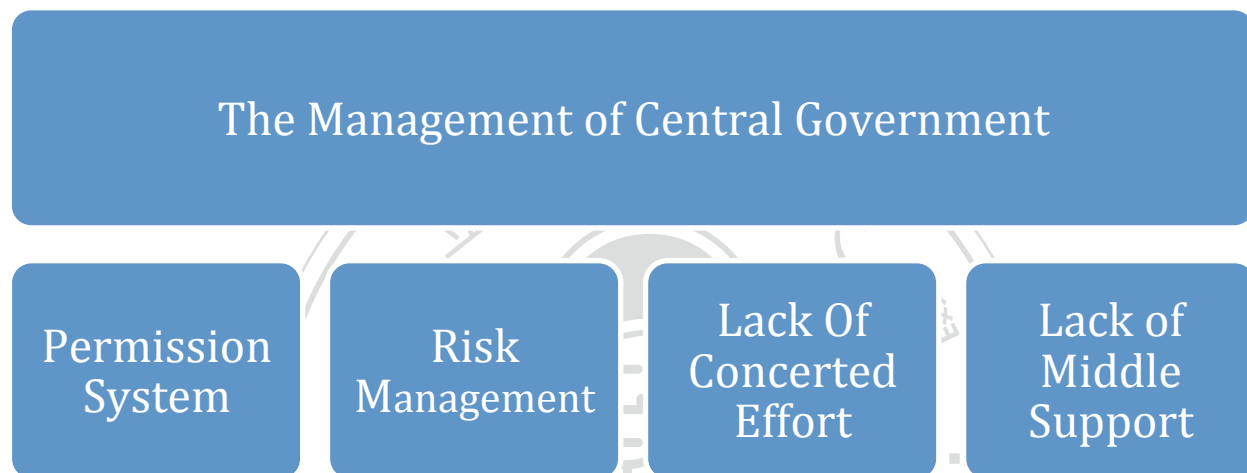 The Management of Central Government
Permission
System
Risk
Management
Lack Of
Concerted
Effort
Lack of
Middle
Support